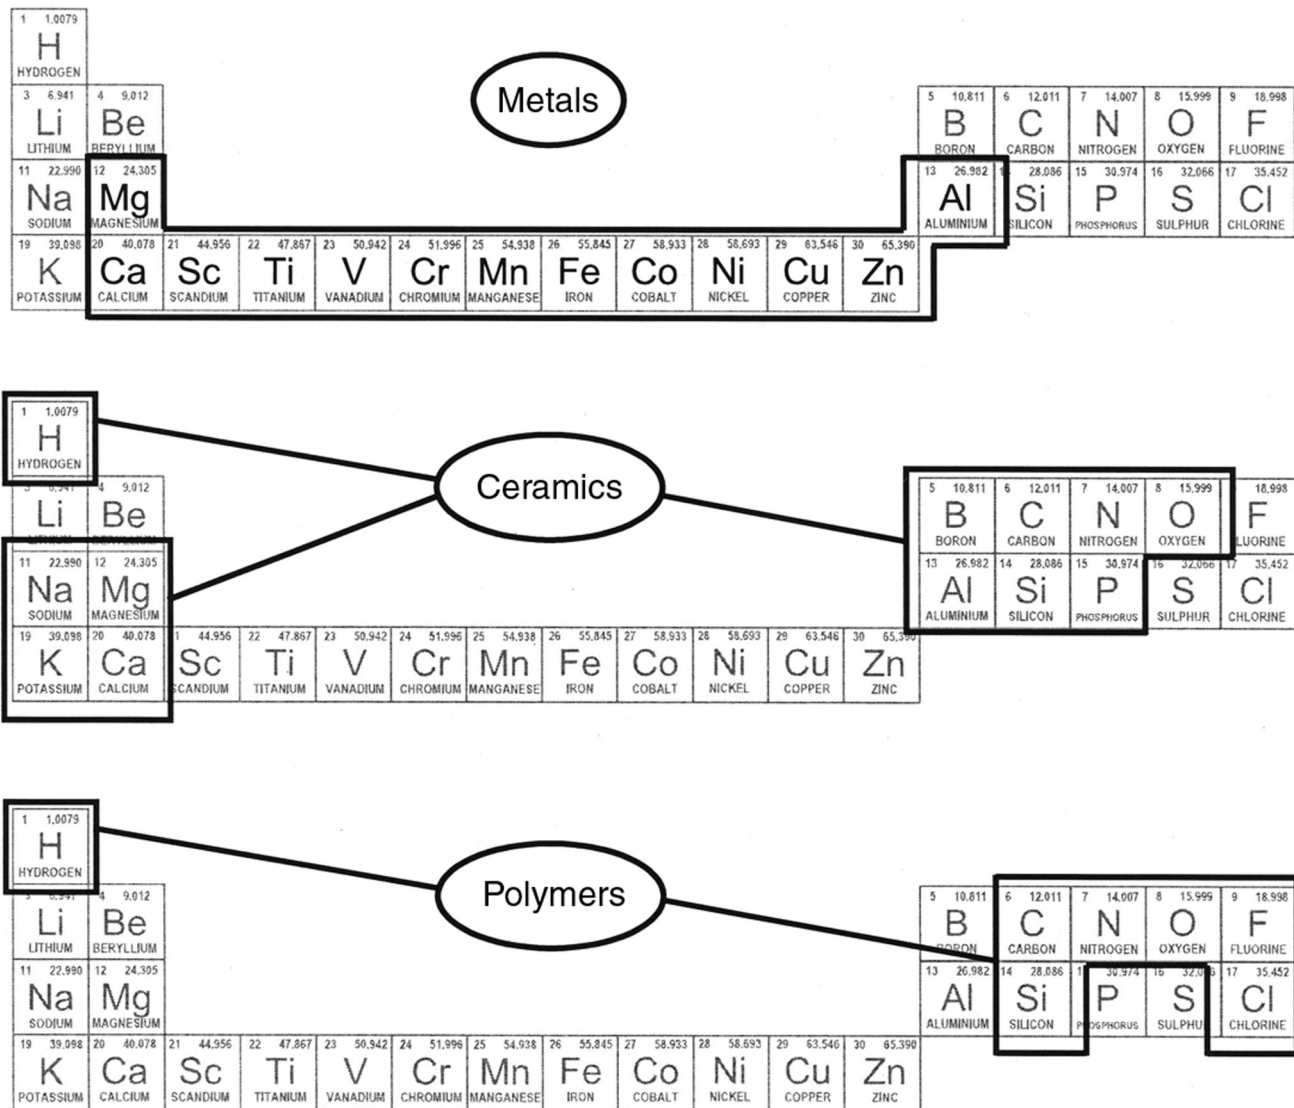 1 1.0079
H
HYDROGEN
Metals
3 6.941 4 9.012 5 10.811 6 12.011 7 14.007 8 15.999 9 18.998
Li Be B C N O F
LITHIUM BERYLLIUM BORON CARBON NITROGEN OXYGEN FLUORINE
11 22.990 12 24.305 13 26.982 28.086 15 30.974 16 32.066 17 35.452
Na Mg Al Si P S Cl
SODIUM MAGNESIUM ALUMINIUM SILICON PHOSPHORUS SULPHUR CHLORINE
19 39.098 20 40.078 21 44.956 22 47.867 23 50.942 24 51.996 25 54.938 26 55.845 27 58.933 28 58.693 29 63.546 30 65.390
K Ca Sc Ti V Cr Mn Fe Co Ni Cu Zn
POTASSIUM CALCIUM SCANDIUM TITANIUM VANADIUM CHROMIUM MANGANESE IRON COBALT NICKEL COPPER ZINC
1 1.0079
H
HYDROGEN
Ceramics
4 9.012 5 10.811 6 12.011 7 14.007 8 15.999 18.998
Li Be B C N O F
BORON CARBON NITROGEN OXYGEN LUORINE
11 22.990 12 24.305 13 26.982 14 28.086 15 30.974 16 32.066 17 35.452
Na Mg Al Si P S Cl
SODIUM MAGNESIUM ALUMINIUM SILICON PHOSPHORUS SULPHUR CHLORINE
19 39.098 20 40.078 1 44.956 22 47.867 23 50.942 24 51.996 25 54.938 26 55.845 27 58.933 28 58.693 29 63.546 30 65.390
K Ca Sc Ti V Cr Mn Fe Co Ni Cu Zn
POTASSIUM CALCIUM SCANDIUM TITANIUM VANADIUM CHROMIUM MANGANESE IRON COBALT NICKEL COPPER ZINC
1 1.0079
H
HYDROGEN
Polymers
6.941 4 9.012 5 10.811 6 12.011 7 14.007 8 15.999 9 18.998
Li Be B C N O F
LITHIUM BERYLLIUM BORON CARBON NITROGEN OXYGEN FLUORINE
11 22.990 12 24.305 13 26.982 14 28.086 30.974 16 32.066 17 35.452
Na Mg Al Si P S Cl
SODIUM MAGNESIUM ALUMINIUM SILICON PHOSPHORUS SULPHU CHLORINE
19 39.098 20 40.078 21 44.956 22 47.867 23 50.942 24 51.996 25 54.938 26 55.845 27 58.933 28 58.693 29 63.546 30 65.390
K Ca Sc Ti V Cr Mn Fe Co Ni Cu Zn
POTASSIUM CALCIUM SCANDIUM TITANIUM VANADIUM CHROMIUM MANGANESE IRON COBALT NICKEL COPPER ZINC